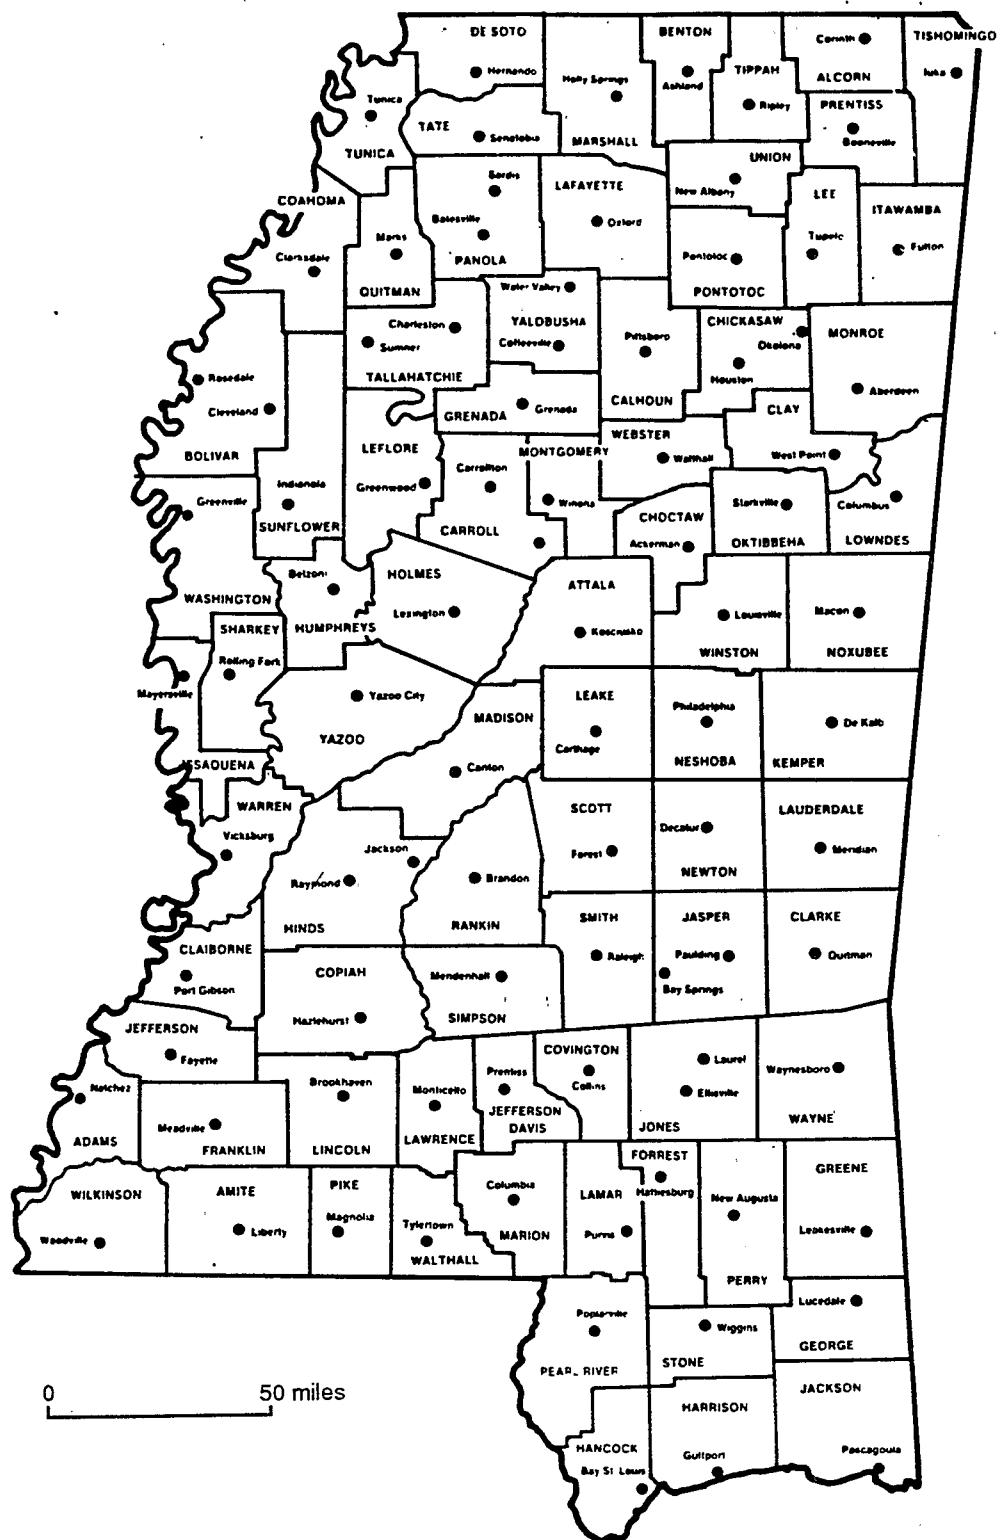 DE SOTO
BENTON
Corinth
TISHOMINGO
Hernando
Holly Springs
Ashland
TIPPAH
ALCORN
Iuka
Tunica
Ripley
PRENTISS
TATE
Senatobia
MARSHALL
Booneville
TUNICA
UNION
Sardis
LAFAYETTE
New Albany
LEE
COAHOMA
ITAWAMBA
Batesville
Oxford
Marks
Tupelo
Fulton
Clarksdale
PANOLA
Pontotoc
QUITMAN
Water Valley
PONTOTOC
Charleston
YALOBUSHA
CHICKASAW
MONROE
Sumner
Coffeeville
Pittsboro
Okolona
Rosedale
TALLAHATCHIE
Houston
Aberdeen
Cleveland
GRENADA
Grenada
CALHOUN
CLAY
BOLIVAR
LEFLORE
MONTGOMERY
WEBSTER
Walthall
West Point
Carrollton
Indianola
Greenwood
Greenville
Winona
Starkville
Columbus
SUNFLOWER
CARROLL
CHOCTAW
Ackerman
OKTIBBEHA
LOWNDES
Belzoni
HOLMES
ATTALA
WASHINGTON
Lexington
Louisville
Macon
SHARKEY
HUMPHREYS
Kosciusko
WINSTON
NOXUBEE
Rolling Fork
Mayersville
Yazoo City
LEAKE
Philadelphia
De Kalb
MADISON
YAZOO
Carthage
NESHOBA
KEMPER
ISSAQUENA
Canton
WARREN
SCOTT
LAUDERDALE
Vicksburg
Decatur
Jackson
Forest
Meridian
Raymond
Brandon
NEWTON
HINDS
RANKIN
SMITH
JASPER
CLARKE
CLAIBORNE
Raleigh
Paulding
Quitman
Port Gibson
COPIAH
Mendenhall
Bay Springs
Hazlehurst
SIMPSON
JEFFERSON
Fayette
COVINGTON
Laurel
Waynesboro
Natchez
Brookhaven
Monticello
Prentiss
Collins
Ellisville
Meadville
JEFFERSON
DAVIS
JONES
WAYNE
ADAMS
FRANKLIN
LINCOLN
LAWRENCE
FORREST
GREENE
WILKINSON
AMITE
PIKE
Columbia
LAMAR
Hattiesburg
New Augusta
Woodville
Liberty
Magnolia
Tylertown
MARION
Purvis
Leakesville
WALTHALL
PERRY
Lucedale
Poplarville
Wiggins
GEORGE
PEARL RIVER
STONE
0 50 miles
HARRISON
JACKSON
HANCOCK
Gulfport
Pascagoula
Bay St Louis